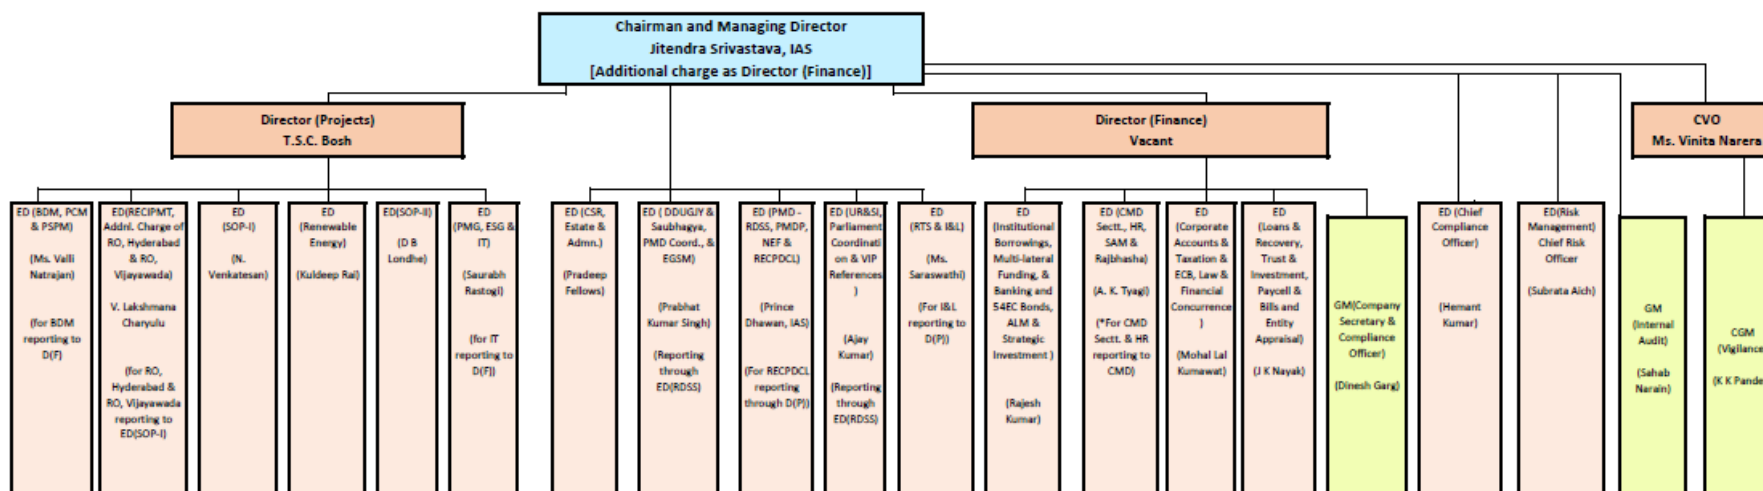 Chairman and Managing Director
Jitendra Srivastava, IAS
[Additional charge as Director (Finance)]
Director (Projects)
T.S.C. Bosh
Director (Finance)
Vacant
CVO
Ms. Vinita Narera
ED (BDM, PCM
& PSPM)
(Ms. Valli
Natrajan)
(for BDM
reporting to
D(F)
ED(RECIPMT,
Addnl. Charge of
RO, Hyderabad
& RO,
Vijayawada)
V. Lakshmana
Charyulu
(for RO,
Hyderabad &
RO, Vijayawada
reporting to
ED(SOP-I)
ED
(SOP-I)
(N.
Venkatesan)
ED
(Renewable
Energy)
(Kuldeep Rai)
ED(SOP-II)
(D B
Londhe)
ED
(PMG, ESG &
IT)
(Saurabh
Rastogi)
(for IT
reporting to
D(F))
ED (CSR,
Estate &
Admn.)
(Pradeep
Fellows)
ED ( DDUGJY &
Saubhagya,
PMD Coord., &
EGSM)
(Prabhat
Kumar Singh)
(Reporting
through
ED(RDSS)
ED (PMD -
RDSS, PMDP,
NEF &
RECPDCL)
(Prince
Dhawan, IAS)
(For RECPDCL
reporting
through D(P))
ED (UR&SI,
Parliament
Coordinati
on & VIP
References
)
(Ajay
Kumar)
(Reporting
through
ED(RDSS)
ED
(RTS & I&L)
(Ms.
Saraswathi)
(For I&L
reporting to
D(P))
ED
(Institutional
Borrowings,
Multi-lateral
Funding, &
Banking and
54EC Bonds,
ALM &
Strategic
Investment )
(Rajesh
Kumar)
ED (CMD
Sectt., HR,
SAM &
Rajbhasha)
(A. K. Tyagi)
(*For CMD
Sectt. & HR
reporting to
CMD)
ED
(Corporate
Accounts &
Taxation &
ECB, Law &
Financial
Concurrence
)
(Mohal Lal
Kumawat)
ED
(Loans &
Recovery,
Trust &
Investment,
Paycell &
Bills and
Entity
Appraisal)
(J K Nayak)
GM(Company
Secretary &
Compliance
Officer)
(Dinesh Garg)
ED (Chief
Compliance
Officer)
(Hemant
Kumar)
ED(Risk
Management)
Chief Risk
Officer
(Subrata Aich)
GM
(Internal
Audit)
(Sahab
Narain)
CGM
(Vigilance
(K K Pande